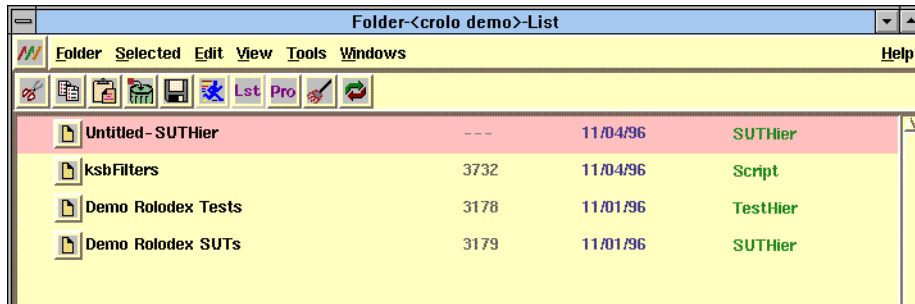 Folder-<crolo demo>-List
Folder Selected Edit View Tools Windows Help
Lst Pro
Untitled-SUTHier --- 11/04/96 SUTHier
ksbFilters 3732 11/04/96 Script
Demo Rolodex Tests 3178 11/01/96 TestHier
Demo Rolodex SUTs 3179 11/01/96 SUTHier